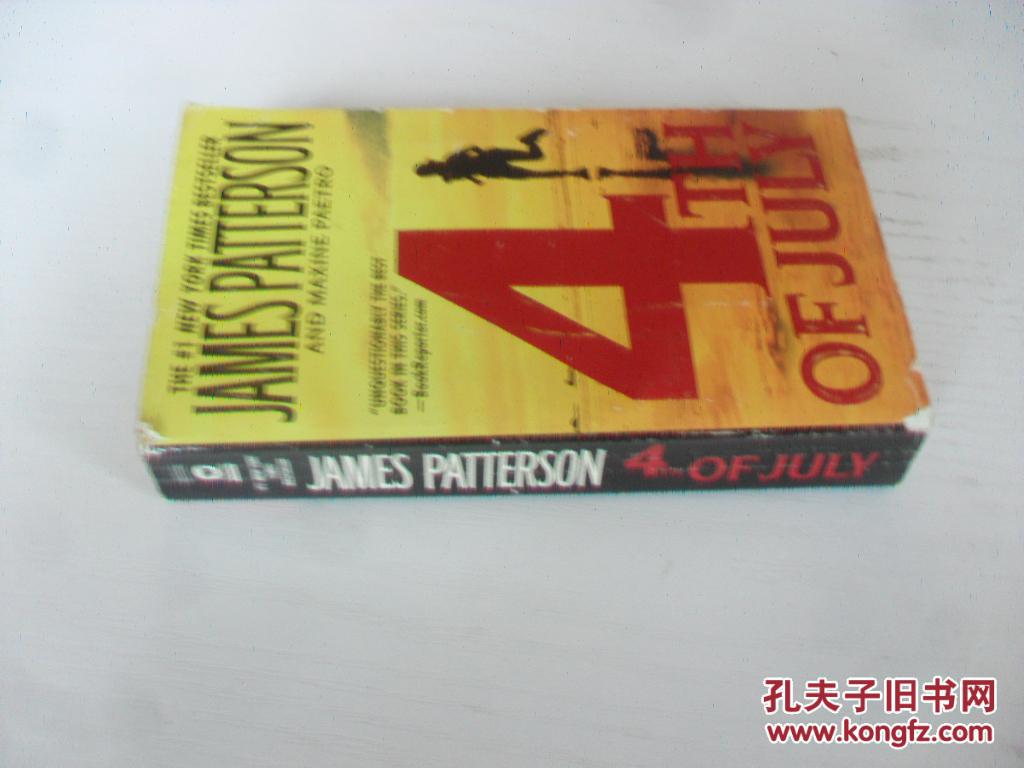 THE #1 NEW YORK TIMES BESTSELLER
JAMES PATTERSON
AND MAXINE PAETRO
"UNQUESTIONABLY THE BEST
BOOK IN THIS SERIES."
—BookReporter.com
4TH
OF JULY
JAMES PATTERSON 4TH OF JULY
孔夫子旧书网
www.kongfz.com